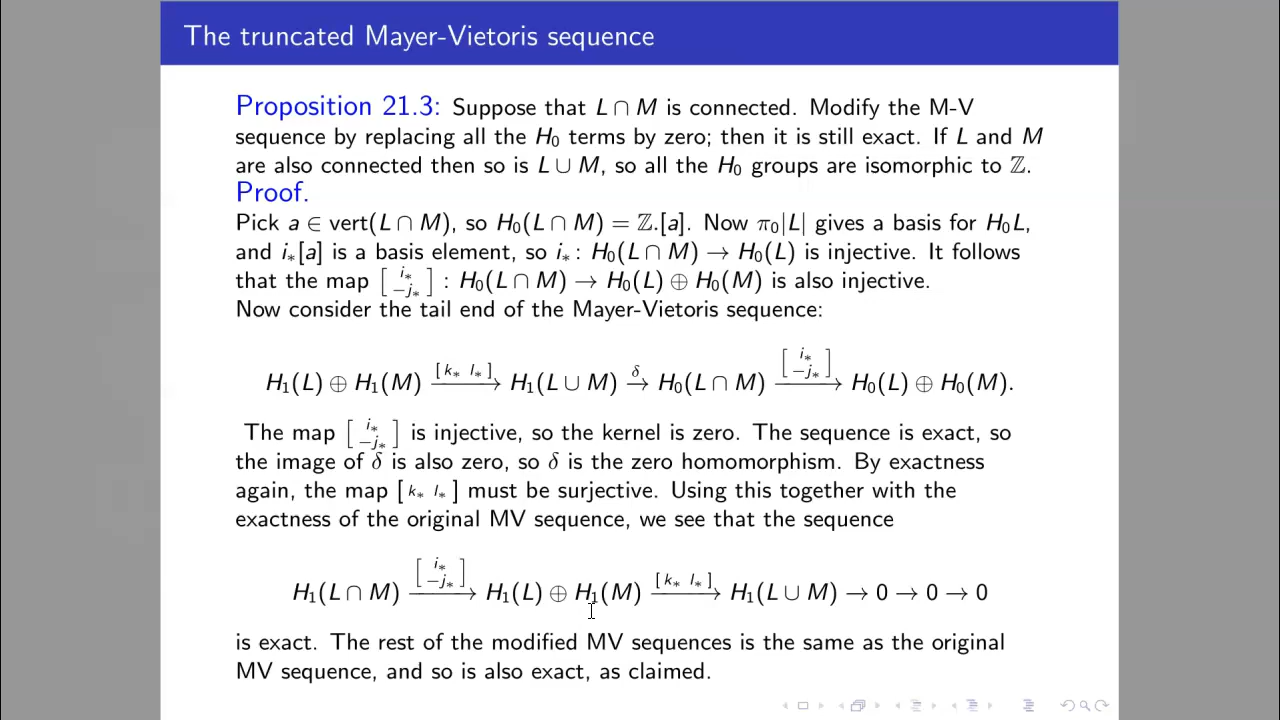 The truncated Mayer-Vietoris sequence
Proposition 21.3: Suppose that L ∩ M is connected. Modify the M-V
sequence by replacing all the H₀ terms by zero; then it is still exact. If L and M
are also connected then so is L ∪ M, so all the H₀ groups are isomorphic to ℤ.
Proof.
Pick a ∈ vert(L ∩ M), so H₀(L ∩ M) = ℤ.[a]. Now π₀|L| gives a basis for H₀L,
and i∗[a] is a basis element, so i∗ : H₀(L ∩ M) → H₀(L) is injective. It follows
that the map [ i∗ −j∗ ] : H₀(L ∩ M) → H₀(L) ⊕ H₀(M) is also injective.
Now consider the tail end of the Mayer-Vietoris sequence:
H₁(L) ⊕ H₁(M) —[ k∗ l∗ ]→ H₁(L ∪ M) —δ→ H₀(L ∩ M) —[ i∗ −j∗ ]→ H₀(L) ⊕ H₀(M).
The map [ i∗ −j∗ ] is injective, so the kernel is zero. The sequence is exact, so
the image of δ is also zero, so δ is the zero homomorphism. By exactness
again, the map [ k∗ l∗ ] must be surjective. Using this together with the
exactness of the original MV sequence, we see that the sequence
H₁(L ∩ M) —[ i∗ −j∗ ]→ H₁(L) ⊕ H₁(M) —[ k∗ l∗ ]→ H₁(L ∪ M) → 0 → 0 → 0
is exact. The rest of the modified MV sequences is the same as the original
MV sequence, and so is also exact, as claimed.